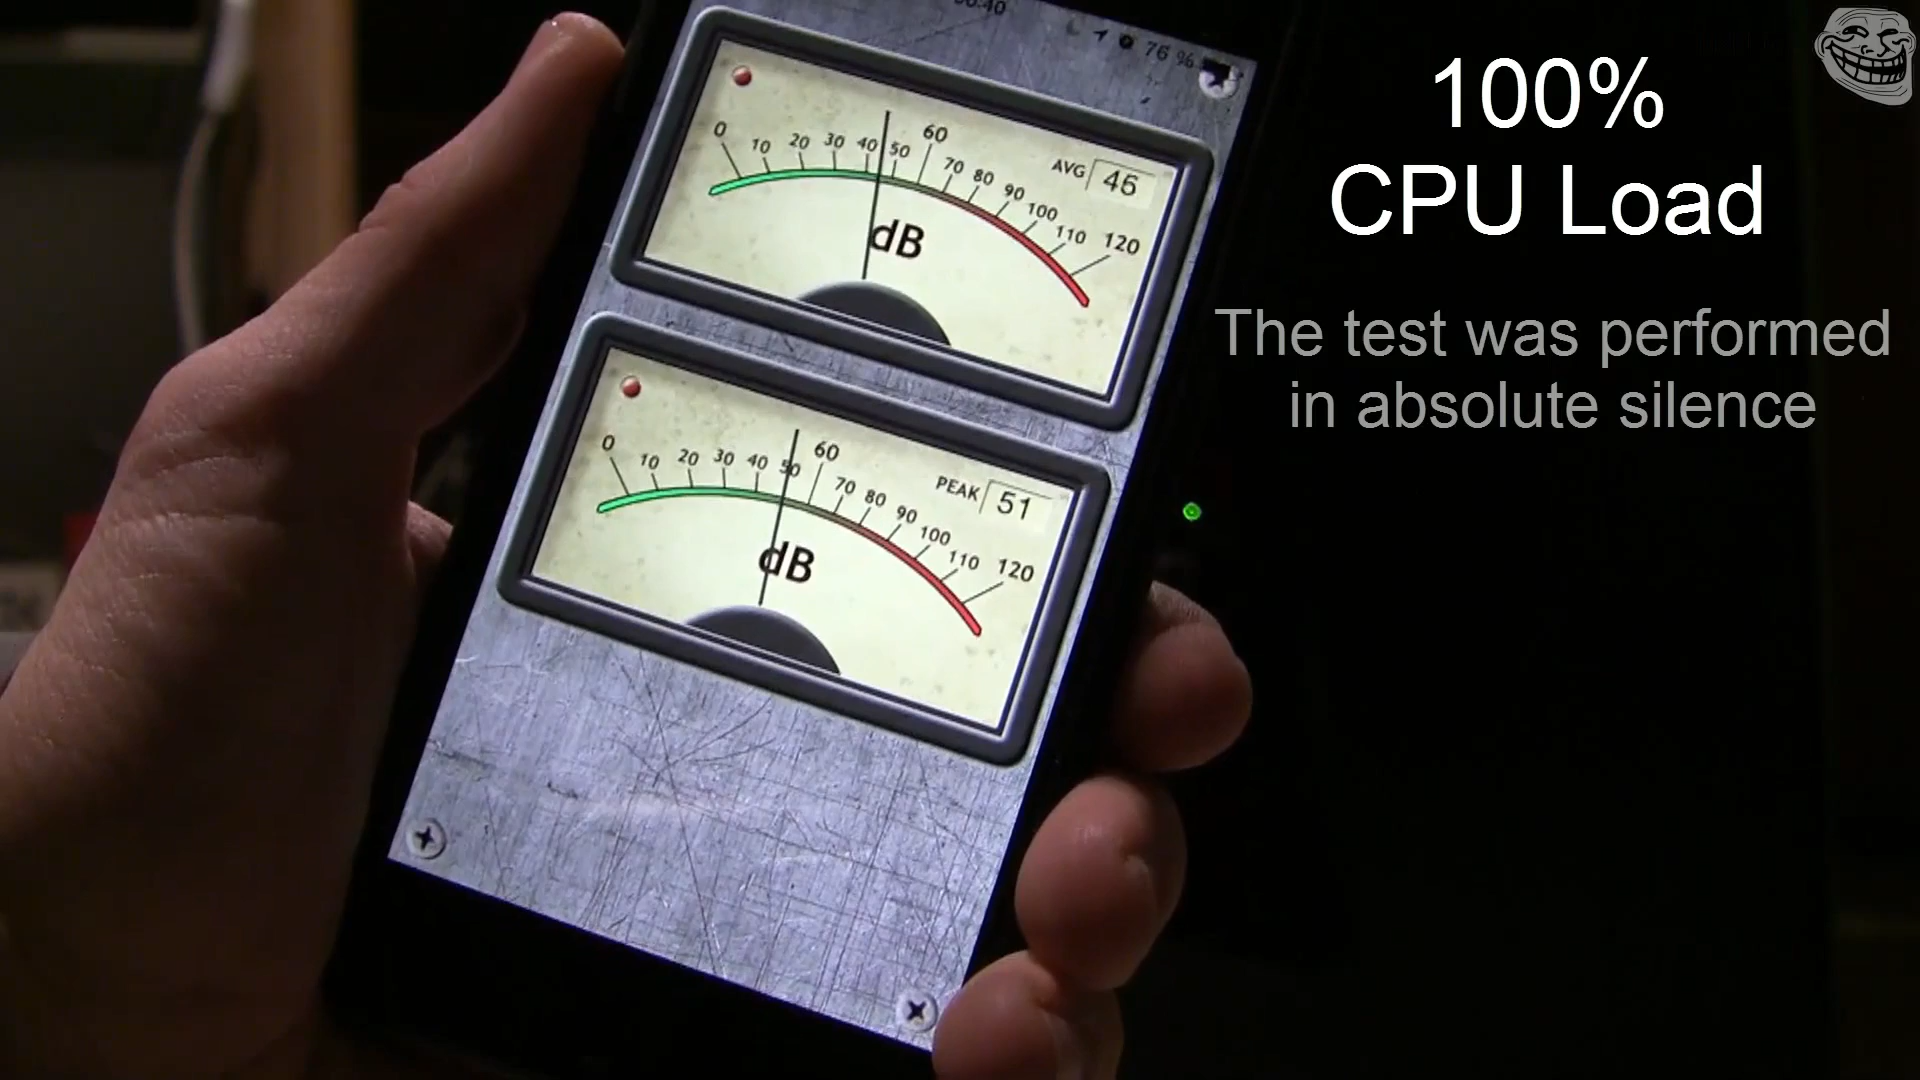 76 %
100%
CPU Load
The test was performed
in absolute silence
0 10 20 30 40 50 60 70 80 90 100 110 120
AVG 46
dB
0 10 20 30 40 50 60 70 80 90 100 110 120
PEAK 51
dB